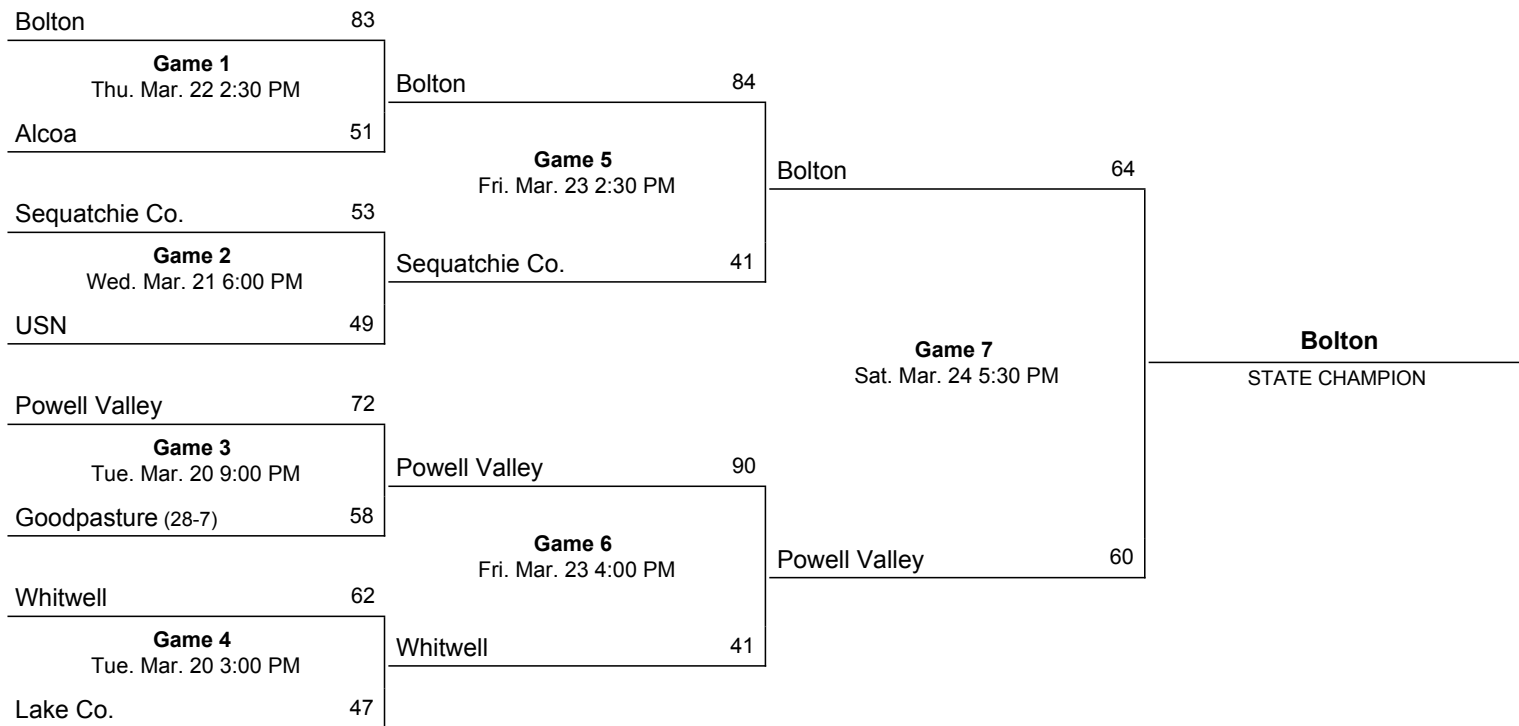 Bolton 83
Game 1
Thu. Mar. 22 2:30 PM
Alcoa 51
Sequatchie Co. 53
Game 2
Wed. Mar. 21 6:00 PM
USN 49
Powell Valley 72
Game 3
Tue. Mar. 20 9:00 PM
Goodpasture (28-7) 58
Whitwell 62
Game 4
Tue. Mar. 20 3:00 PM
Lake Co. 47
Bolton 84
Game 5
Fri. Mar. 23 2:30 PM
Sequatchie Co. 41
Powell Valley 90
Game 6
Fri. Mar. 23 4:00 PM
Whitwell 41
Bolton 64
Game 7
Sat. Mar. 24 5:30 PM
Powell Valley 60
Bolton
STATE CHAMPION